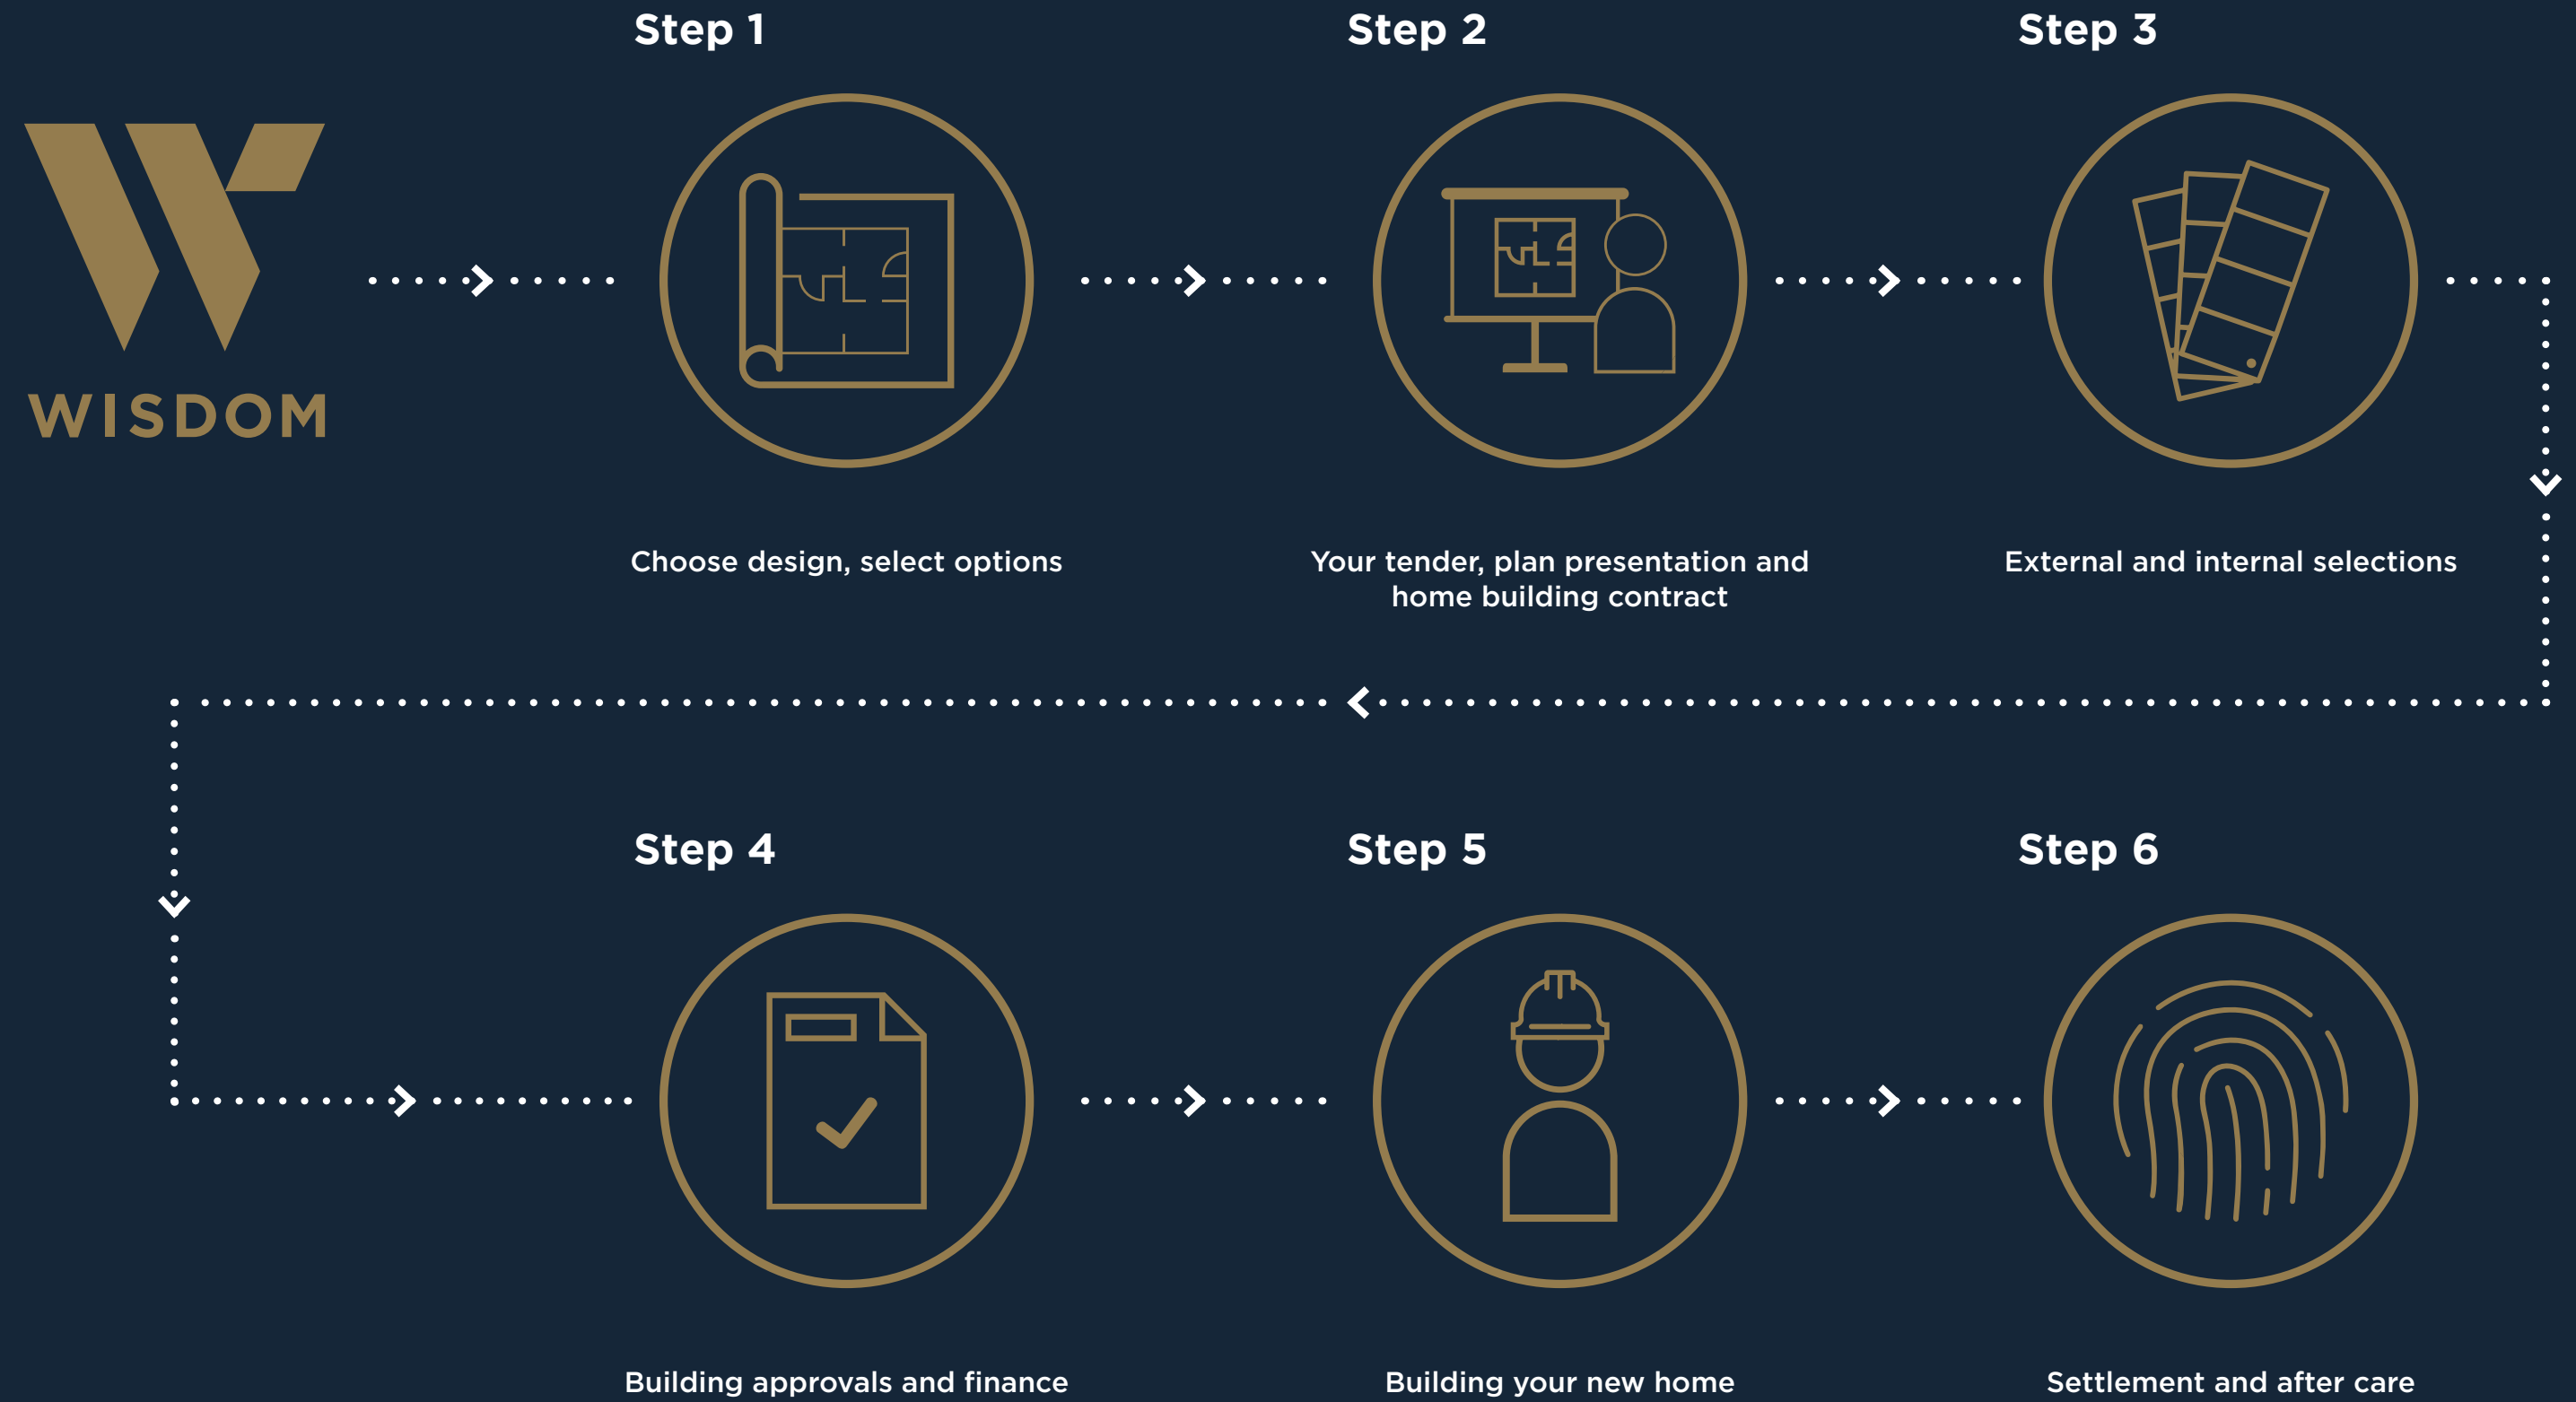 WISDOM
Step 1
Choose design, select options
Step 2
Your tender, plan presentation and
home building contract
Step 3
External and internal selections
Step 4
Building approvals and finance
Step 5
Building your new home
Step 6
Settlement and after care